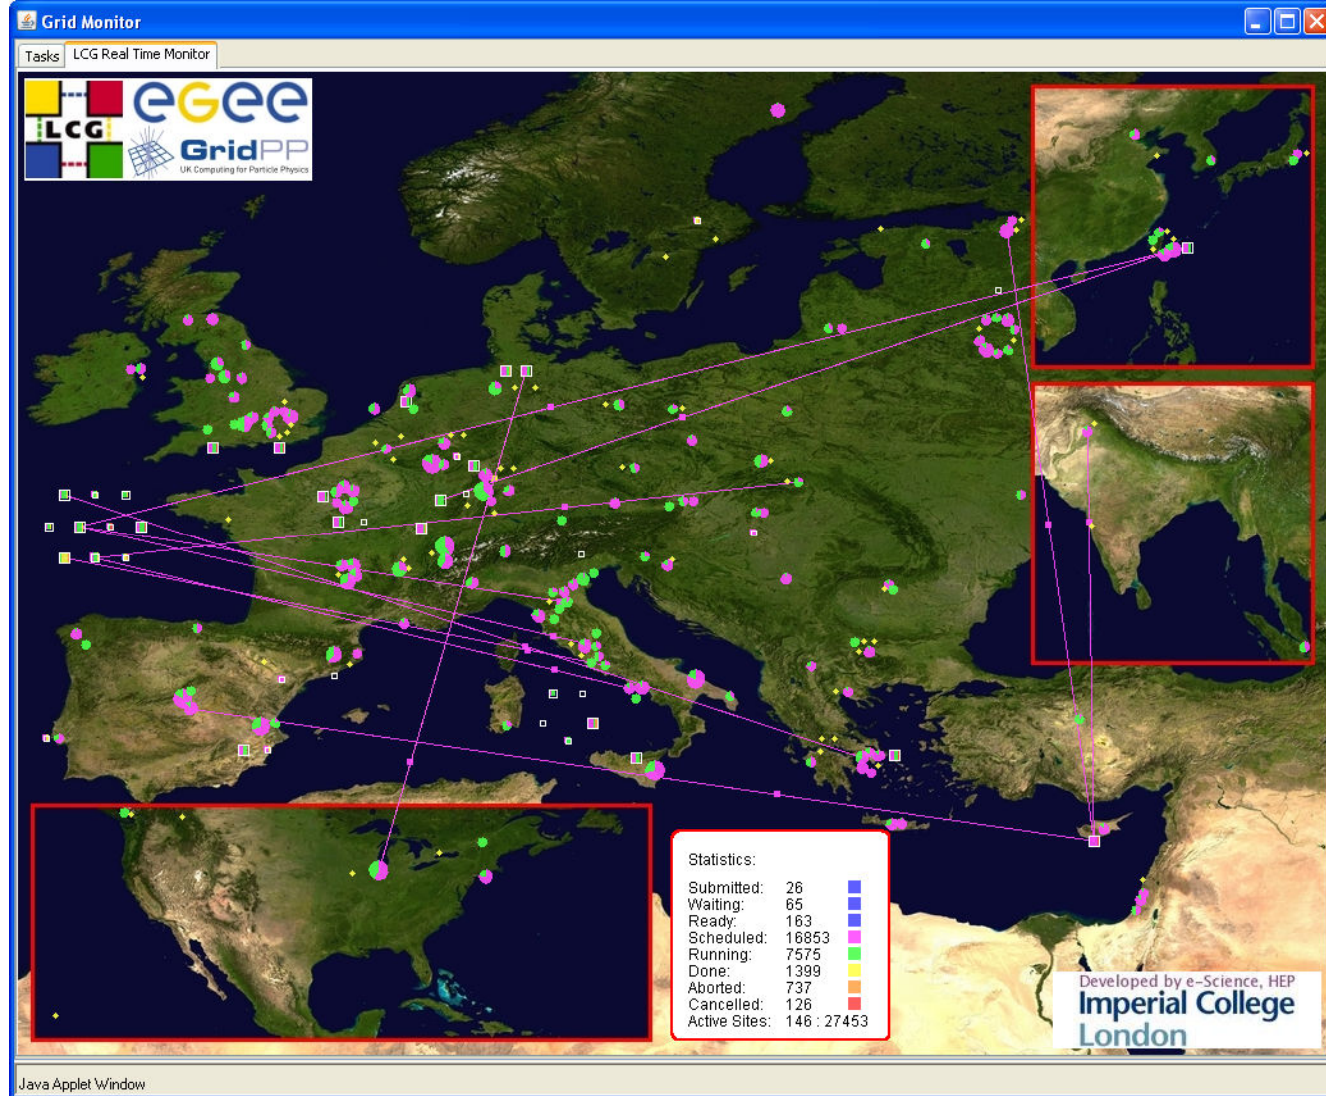 Grid Monitor
Tasks
LCG Real Time Monitor
LCG
eGee
GridPP
UK Computing for Particle Physics
Statistics:
Submitted: 26
Waiting: 65
Ready: 163
Scheduled: 16853
Running: 7575
Done: 1399
Aborted: 737
Cancelled: 126
Active Sites: 146 : 27453
Developed by e-Science, HEP
Imperial College
London
Java Applet Window